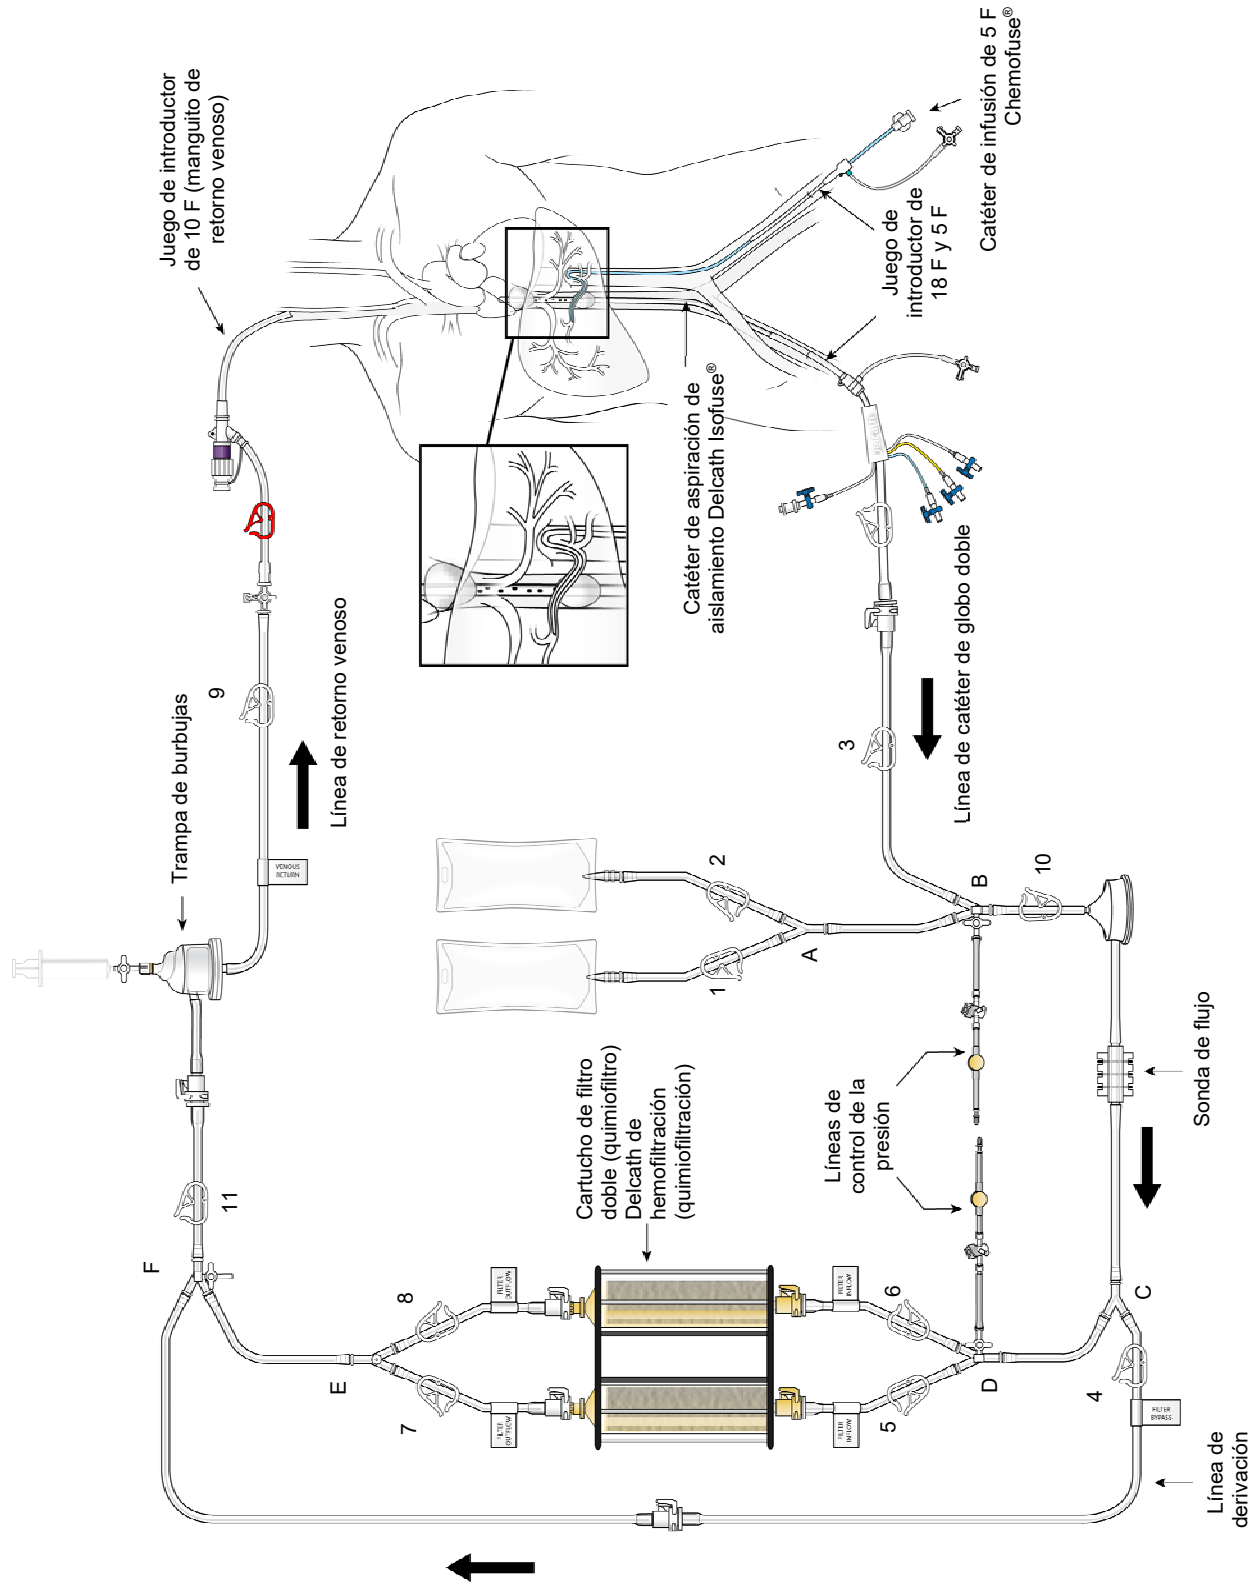 Juego de introductor
de 10 F (manguito de
retorno venoso)
Catéter de infusión de 5 F
Chemofuse®
Juego de
introductor de
18 F y 5 F
Catéter de aspiración de
aislamiento Delcath Isofuse®
Línea de catéter de globo doble
3
9
Línea de retorno venoso
VENOUS
RETURN
Trampa de burbujas
1
2
A
B
10
Sonda de flujo
Líneas de
control de la
presión
Cartucho de filtro
doble (quimiofiltro)
Delcath de
hemofiltración
(quimiofiltración)
11
F
E
8
7
FILTER
OUTFLOW
FILTER
OUTFLOW
FILTER
INFLOW
FILTER
INFLOW
6
5
D
C
4
FILTER
BYPASS
Línea de
derivación